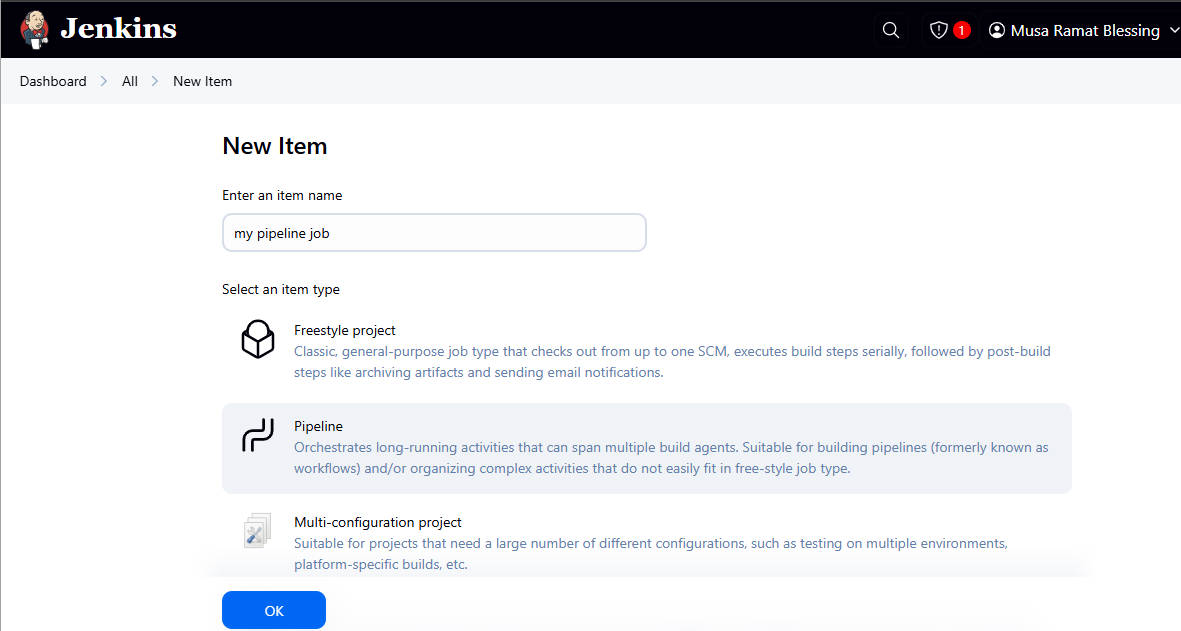 Jenkins
1
Musa Ramat Blessing
Dashboard
All
New Item
New Item
Enter an item name
my pipeline job
Select an item type
Freestyle project
Classic, general-purpose job type that checks out from up to one SCM, executes build steps serially, followed by post-build
steps like archiving artifacts and sending email notifications.
Pipeline
Orchestrates long-running activities that can span multiple build agents. Suitable for building pipelines (formerly known as
workflows) and/or organizing complex activities that do not easily fit in free-style job type.
Multi-configuration project
Suitable for projects that need a large number of different configurations, such as testing on multiple environments,
platform-specific builds, etc.
OK